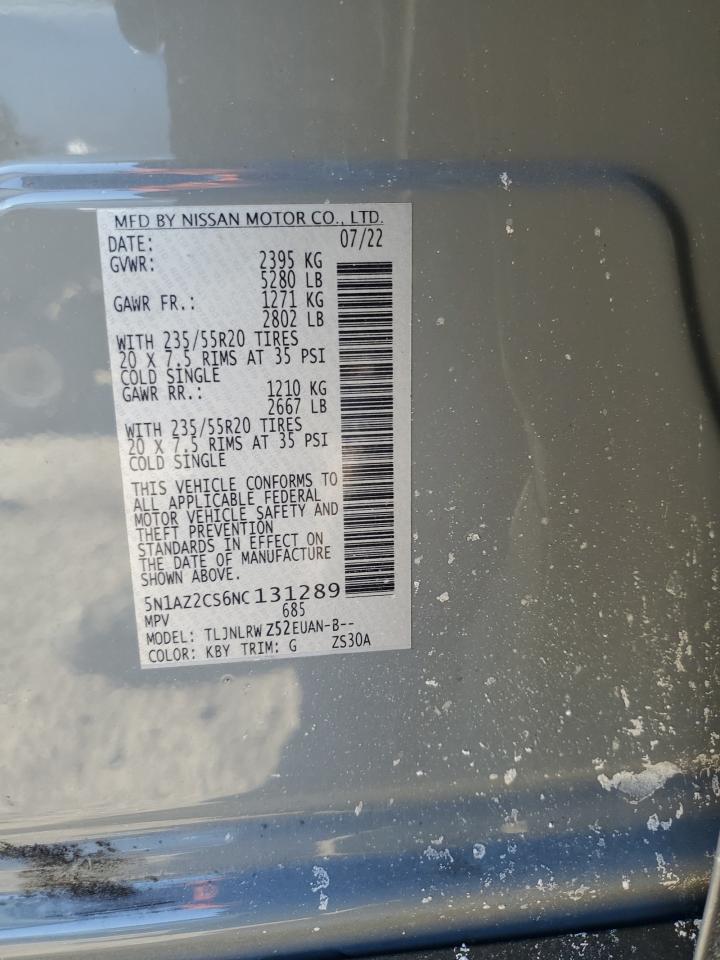 MFD BY NISSAN MOTOR CO., LTD.
DATE: 07/22
GVWR: 2395 KG
5280 LB
GAWR FR.: 1271 KG
2802 LB
WITH 235/55R20 TIRES
20 X 7.5 RIMS AT 35 PSI
COLD SINGLE
GAWR RR.: 1210 KG
2667 LB
WITH 235/55R20 TIRES
20 X 7.5 RIMS AT 35 PSI
COLD SINGLE
THIS VEHICLE CONFORMS TO
ALL APPLICABLE FEDERAL
MOTOR VEHICLE SAFETY AND
THEFT PREVENTION
STANDARDS IN EFFECT ON
THE DATE OF MANUFACTURE
SHOWN ABOVE.
5N1AZ2CS6NC131289
MPV 685
MODEL: TLJNLRWZ52EUAN-B--
COLOR: KBY TRIM: G ZS30A